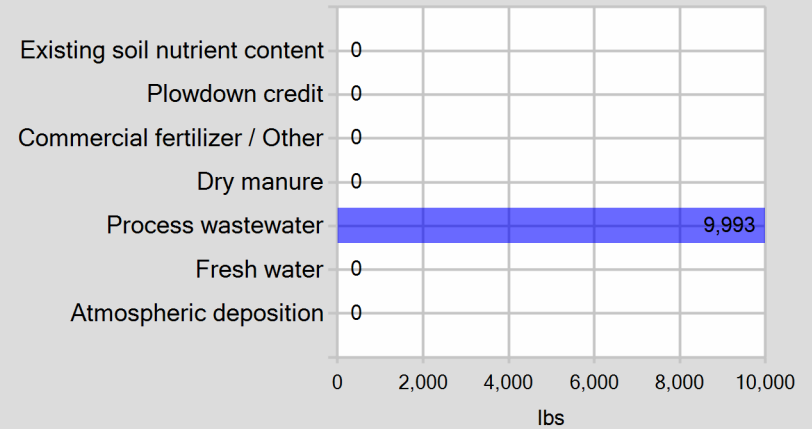 Existing soil nutrient content 0
Plowdown credit 0
Commercial fertilizer / Other 0
Dry manure 0
Process wastewater 9,993
Fresh water 0
Atmospheric deposition 0
0 2,000 4,000 6,000 8,000 10,000
lbs